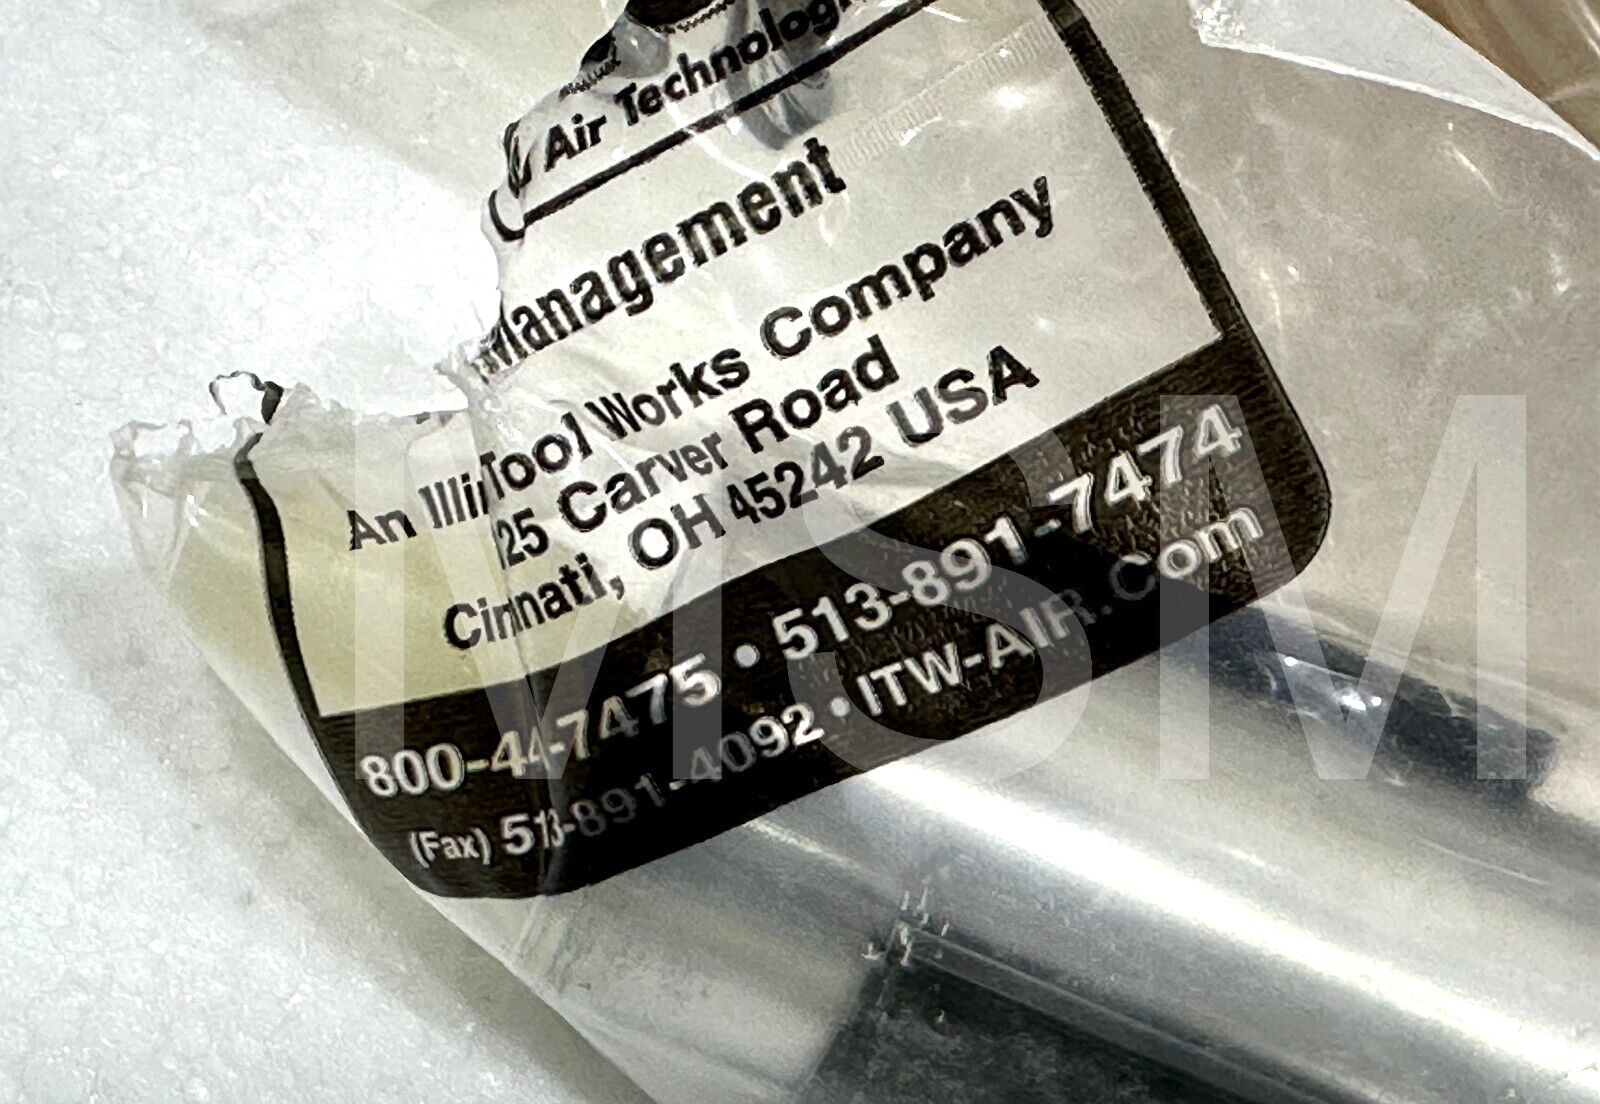 & Air Technologi
Management
An Illi Tool Works Company
25 Carver Road
Cinnati, OH 45242 USA
800-44-7475 • 513-891-7474
(Fax) 513-891-4092 • ITW-AIR.Com
MSM